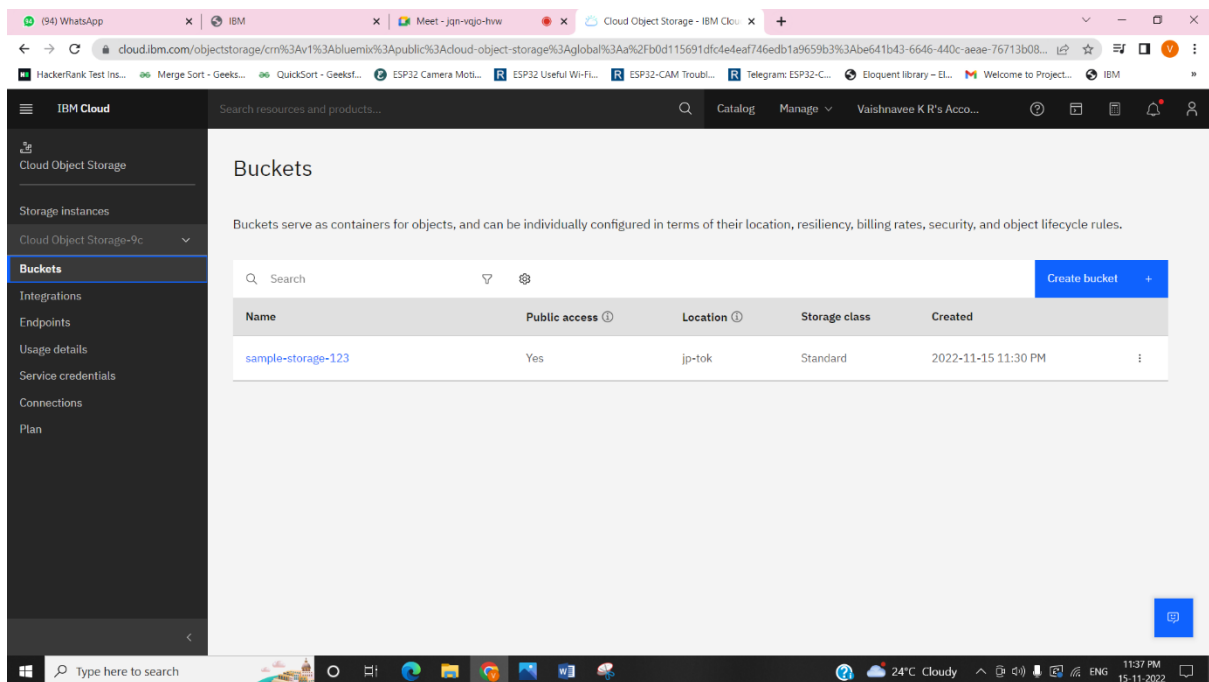 (94) WhatsApp
IBM
Meet - jqn-vqjo-hvw
Cloud Object Storage - IBM Clou
cloud.ibm.com/objectstorage/crn%3Av1%3Abluemix%3Apublic%3Acloud-object-storage%3Aglobal%3Aa%2Fb0d115691dfc4e4eaf746edb1a9659b3%3Abe641b43-6646-440c-aeae-76713b08...
V
HackerRank Test Ins...
Merge Sort - Geeks...
QuickSort - Geeksf...
ESP32 Camera Moti...
R ESP32 Useful Wi-Fi...
R ESP32-CAM Troubl...
R Telegram: ESP32-C...
Eloquent library – El...
Welcome to Project...
IBM
»
IBM Cloud
Search resources and products...
Catalog
Manage
Vaishnavee K R's Acco...
Cloud Object Storage
Storage instances
Cloud Object Storage-9c
Buckets
Integrations
Endpoints
Usage details
Service credentials
Connections
Plan
Buckets
Buckets serve as containers for objects, and can be individually configured in terms of their location, resiliency, billing rates, security, and object lifecycle rules.
Search
Create bucket +
Name Public access Location Storage class Created
sample-storage-123 Yes jp-tok Standard 2022-11-15 11:30 PM
Type here to search
24°C Cloudy
ENG
11:37 PM
15-11-2022